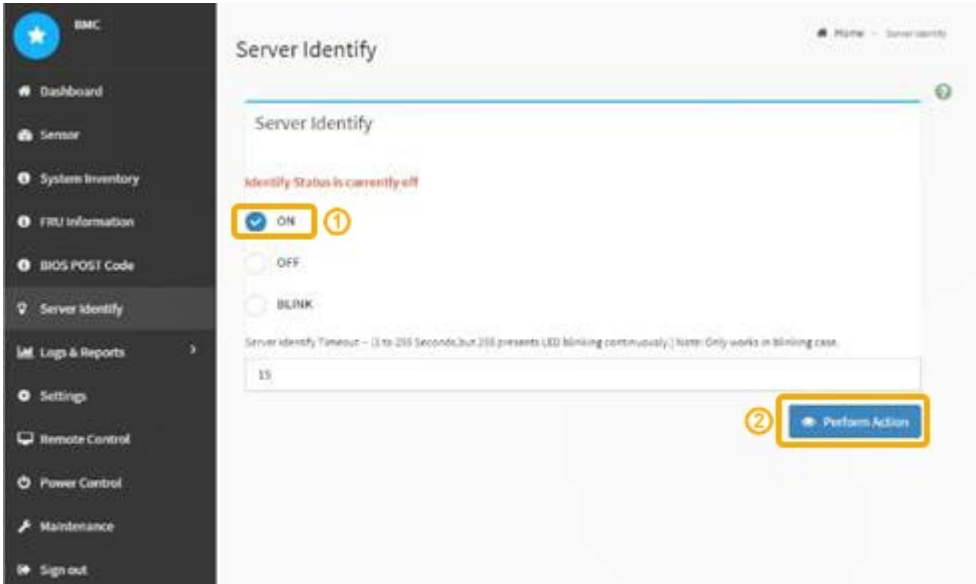 BMC
Dashboard
Sensor
System Inventory
FRU Information
BIOS POST Code
Server Identify
Logs & Reports
Settings
Remote Control
Power Control
Maintenance
Sign out
Server Identify
Home - Server Identify
Server Identify
Identify Status is currently off
ON
1
OFF
BLINK
Server Identify Timeout – (1 to 255 Seconds,but 255 presents LED blinking continuously.) Note: Only works in blinking case.
15
2
Perform Action